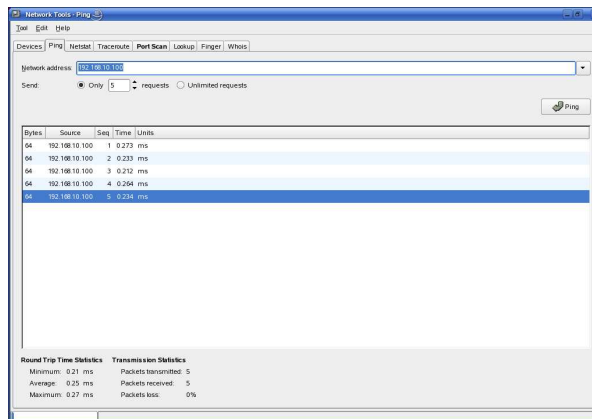 Network Tools - Ping
Tool Edit Help
Devices Ping Netstat Traceroute Port Scan Lookup Finger Whois
Network address: 192.168.10.100
Send: Only 5 requests Unlimited requests
Ping
Bytes Source Seq Time Units
64 192.168.10.100 1 0.273 ms
64 192.168.10.100 2 0.233 ms
64 192.168.10.100 3 0.212 ms
64 192.168.10.100 4 0.264 ms
64 192.168.10.100 5 0.234 ms
Round Trip Time Statistics Transmission Statistics
Minimum: 0.21 ms Packets transmitted: 5
Average: 0.25 ms Packets received: 5
Maximum: 0.27 ms Packets loss: 0%